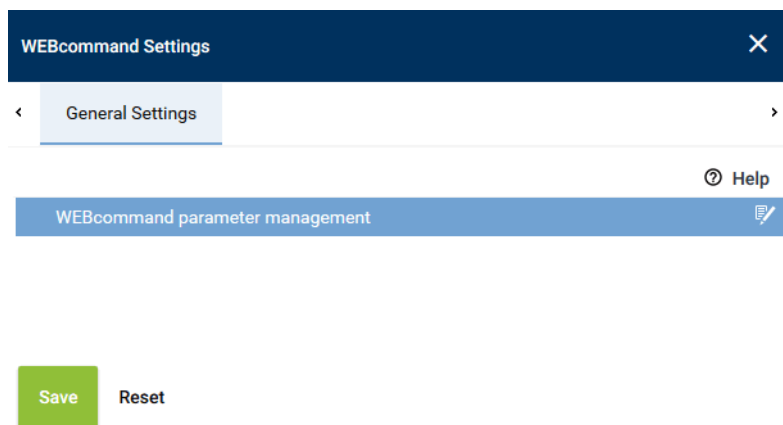 WEBcommand Settings
General Settings
Help
WEBcommand parameter management
Save Reset